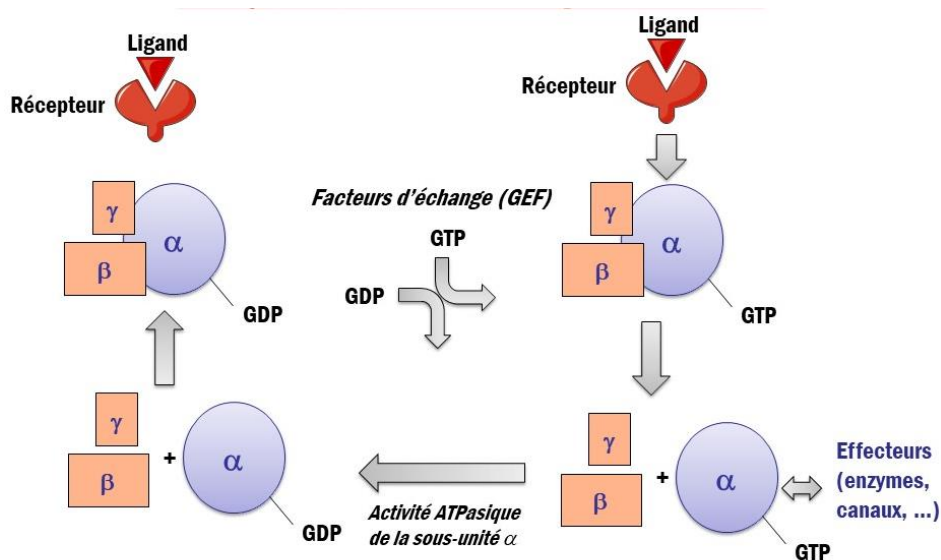 Ligand
Récepteur
γ
α
β
GDP
Facteurs d'échange (GEF)
GTP
GDP
Ligand
Récepteur
γ
α
β
GTP
γ
+
α
β
GDP
Activité ATPasique
de la sous-unité α
γ
+
α
β
GTP
Effecteurs
(enzymes,
canaux, ...)